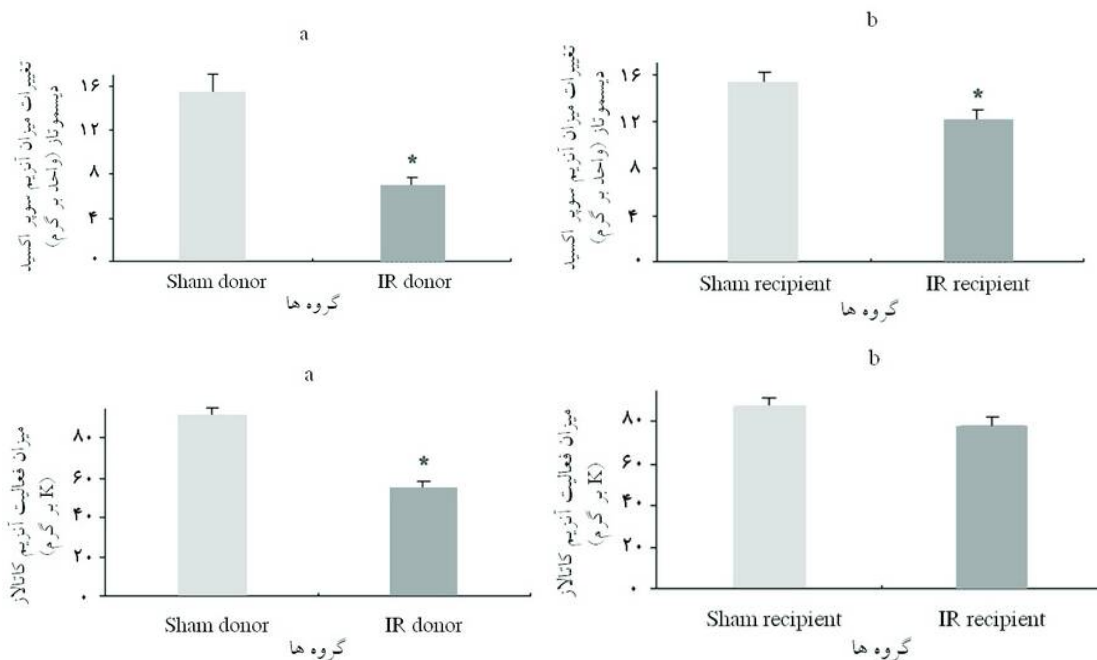 a
تغییرات میزان آنزیم سوپر اکسید
دیسموتاز (واحد بر گرم)
۱۶
۱۲
۸
۴
۰
*
Sham donor IR donor
گروه ها
b
تغییرات میزان آنزیم سوپر اکسید
دیسموتاز (واحد بر گرم)
۱۶
۱۲
۸
۴
۰
*
Sham recipient IR recipient
گروه ها
a
میزان فعالیت آنزیم کاتالاز
(K بر گرم)
۸۰
۶۰
۴۰
۲۰
۰
*
Sham donor IR donor
گروه ها
b
میزان فعالیت آنزیم کاتالاز
(K بر گرم)
۸۰
۶۰
۴۰
۲۰
۰
Sham recipient IR recipient
گروه ها